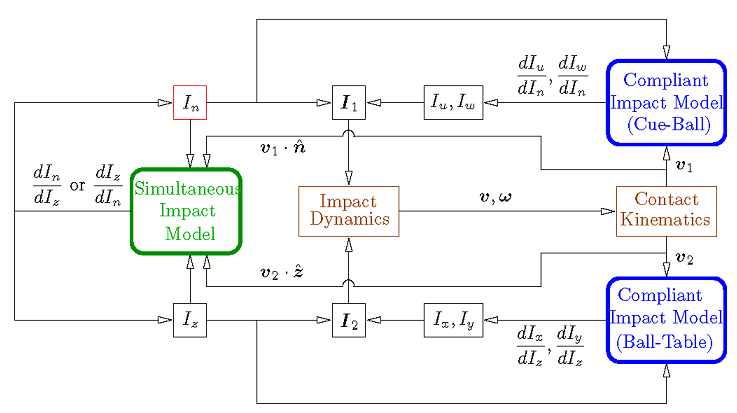 dI_u/dI_n, dI_w/dI_n
Compliant
Impact Model
(Cue-Ball)
I_n
I_1
I_u, I_w
v_1 · n̂
v_1
dI_n/dI_z or dI_z/dI_n
Simultaneous
Impact
Model
Impact
Dynamics
v, ω
Contact
Kinematics
v_2 · ẑ
v_2
I_z
I_2
I_x, I_y
Compliant
Impact Model
(Ball-Table)
dI_x/dI_z, dI_y/dI_z